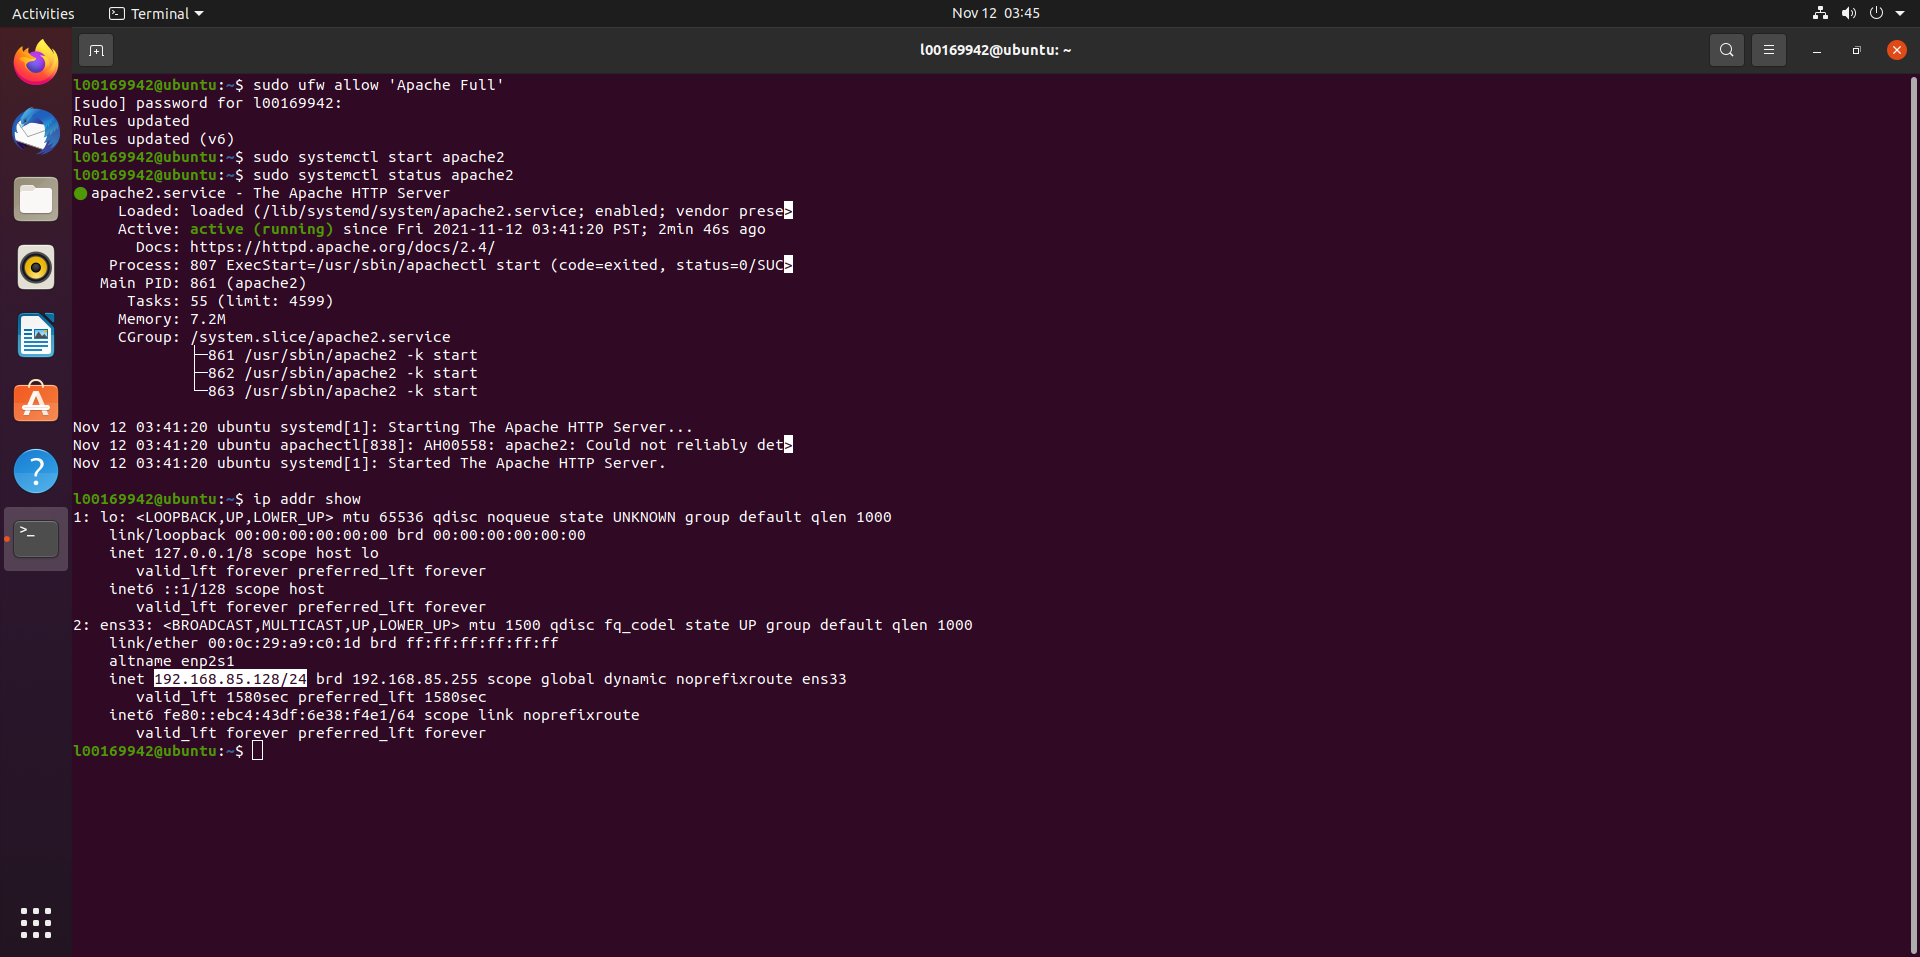 Activities Terminal Nov 12 03:45
l00169942@ubuntu: ~
l00169942@ubuntu:~$ sudo ufw allow 'Apache Full'
[sudo] password for l00169942:
Rules updated
Rules updated (v6)
l00169942@ubuntu:~$ sudo systemctl start apache2
l00169942@ubuntu:~$ sudo systemctl status apache2
● apache2.service - The Apache HTTP Server
     Loaded: loaded (/lib/systemd/system/apache2.service; enabled; vendor prese>
     Active: active (running) since Fri 2021-11-12 03:41:20 PST; 2min 46s ago
       Docs: https://httpd.apache.org/docs/2.4/
    Process: 807 ExecStart=/usr/sbin/apachectl start (code=exited, status=0/SUC>
   Main PID: 861 (apache2)
      Tasks: 55 (limit: 4599)
     Memory: 7.2M
     CGroup: /system.slice/apache2.service
             ├─861 /usr/sbin/apache2 -k start
             ├─862 /usr/sbin/apache2 -k start
             └─863 /usr/sbin/apache2 -k start
Nov 12 03:41:20 ubuntu systemd[1]: Starting The Apache HTTP Server...
Nov 12 03:41:20 ubuntu apachectl[838]: AH00558: apache2: Could not reliably det>
Nov 12 03:41:20 ubuntu systemd[1]: Started The Apache HTTP Server.
l00169942@ubuntu:~$ ip addr show
1: lo: <LOOPBACK,UP,LOWER_UP> mtu 65536 qdisc noqueue state UNKNOWN group default qlen 1000
    link/loopback 00:00:00:00:00:00 brd 00:00:00:00:00:00
    inet 127.0.0.1/8 scope host lo
       valid_lft forever preferred_lft forever
    inet6 ::1/128 scope host
       valid_lft forever preferred_lft forever
2: ens33: <BROADCAST,MULTICAST,UP,LOWER_UP> mtu 1500 qdisc fq_codel state UP group default qlen 1000
    link/ether 00:0c:29:a9:c0:1d brd ff:ff:ff:ff:ff:ff
    altname enp2s1
    inet 192.168.85.128/24 brd 192.168.85.255 scope global dynamic noprefixroute ens33
       valid_lft 1580sec preferred_lft 1580sec
    inet6 fe80::ebc4:43df:6e38:f4e1/64 scope link noprefixroute
       valid_lft forever preferred_lft forever
l00169942@ubuntu:~$